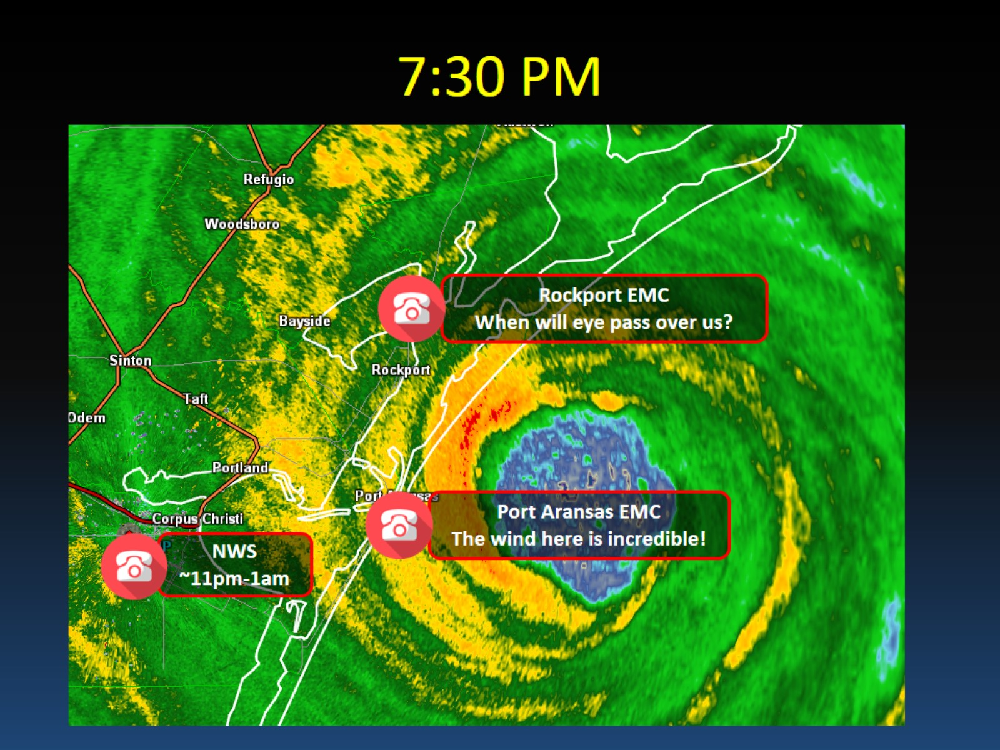 7:30 PM
Refugio
Woodsboro
Rockport EMC
When will eye pass over us?
Bayside
Sinton
Rockport
Taft
Odem
Portland
Port
Port Aransas EMC
The wind here is incredible!
Corpus Christi
P
NWS
~11pm-1am